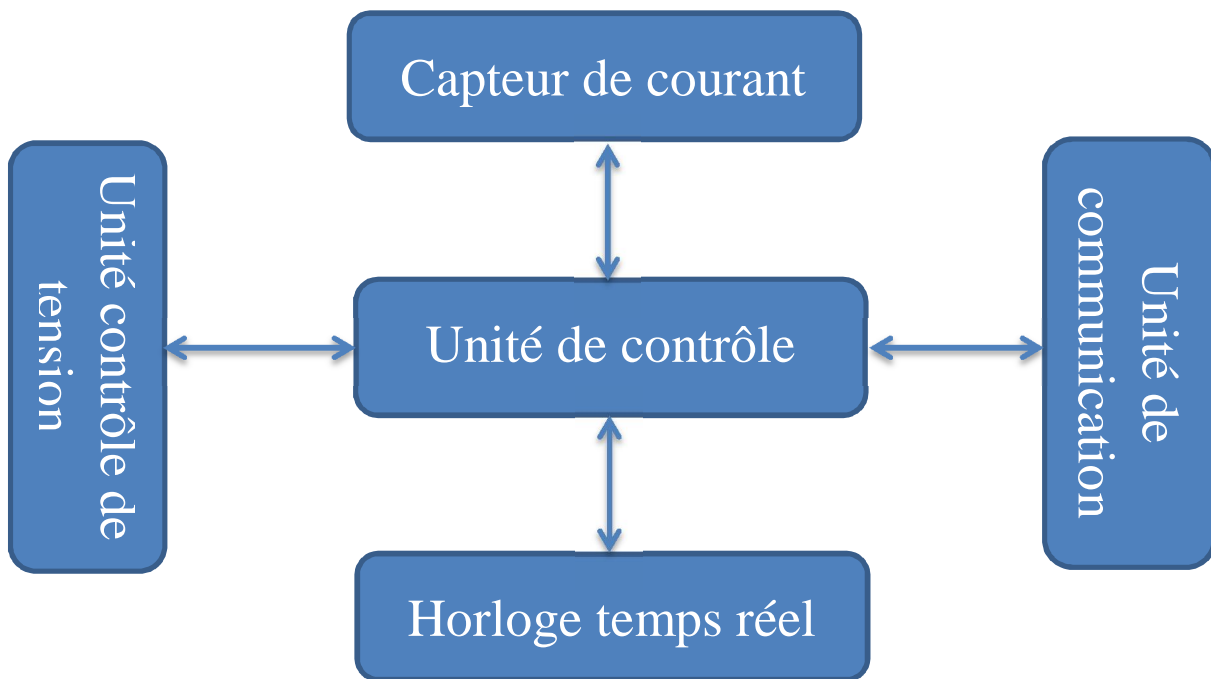 Capteur de courant
Unité contrôle de
tension
Unité de contrôle
Unité de
communication
Horloge temps réel